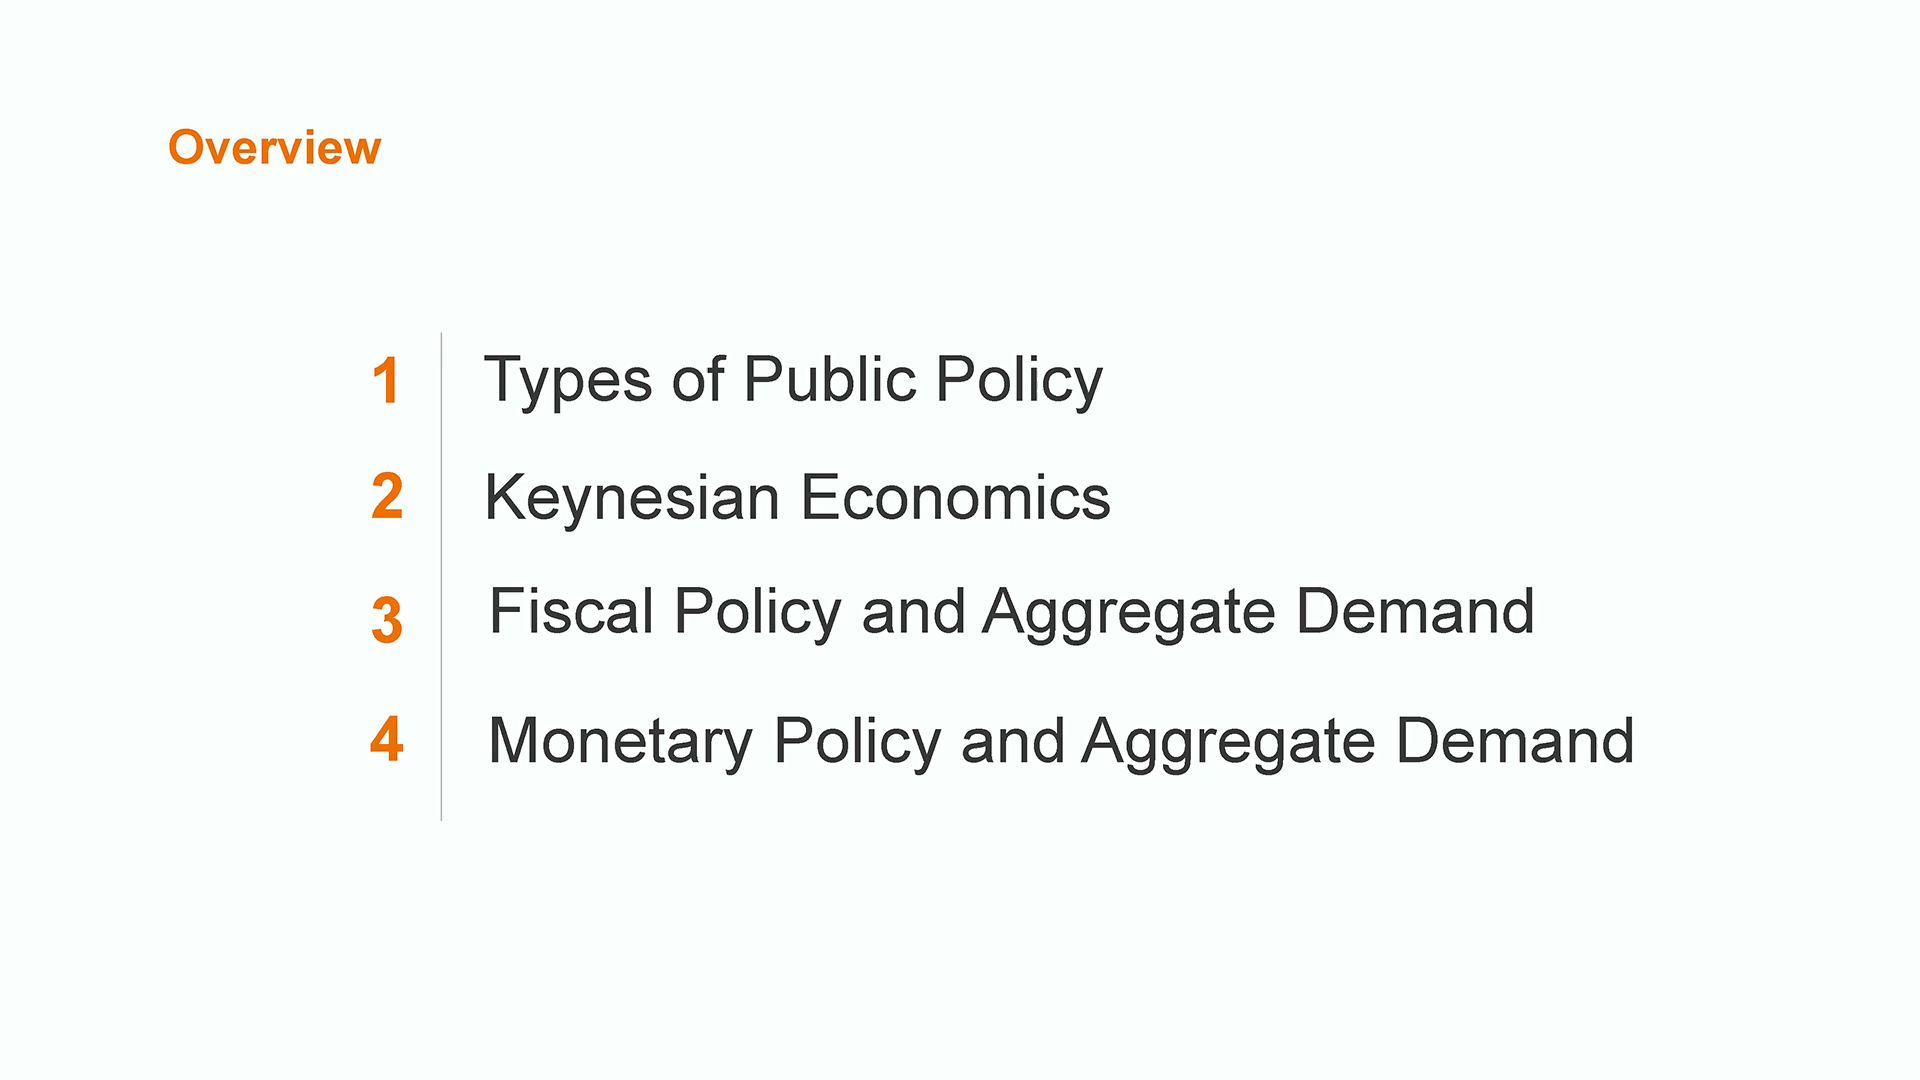 Overview
1 Types of Public Policy
2 Keynesian Economics
3 Fiscal Policy and Aggregate Demand
4 Monetary Policy and Aggregate Demand